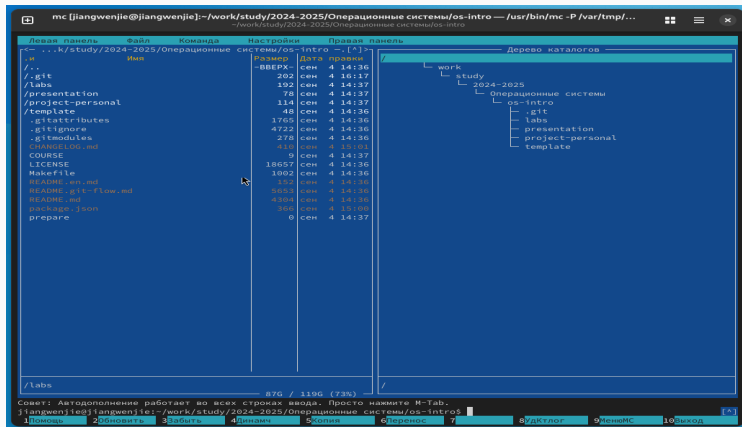 mc [jiangwenjie@jiangwenjie]:~/work/study/2024-2025/Операционные системы/os-intro — /usr/bin/mc -P /var/tmp/...
~/work/study/2024-2025/Операционные системы/os-intro
Левая панель Файл Команда Настройки Правая панель
<— ...k/study/2024-2025/Операционные системы/os-intro —.[^]>
.и Имя Размер Дата правки
/.. -ВВЕРХ- сен 4 14:36
/.git 202 сен 4 16:17
/labs 192 сен 4 14:37
/presentation 78 сен 4 14:37
/project-personal 114 сен 4 14:37
/template 48 сен 4 14:36
.gitattributes 1765 сен 4 14:36
.gitignore 4722 сен 4 14:36
.gitmodules 278 сен 4 14:36
CHANGELOG.md 410 сен 4 15:01
COURSE 9 сен 4 14:37
LICENSE 18657 сен 4 14:36
Makefile 1002 сен 4 14:36
README.en.md 152 сен 4 14:36
README.git-flow.md 5653 сен 4 14:36
README.md 4304 сен 4 14:36
package.json 366 сен 4 15:00
prepare 0 сен 4 14:37
/labs
87G / 119G (73%)
Дерево каталогов
/
work
study
2024-2025
Операционные системы
os-intro
.git
labs
presentation
project-personal
template
/
Совет: Автодополнение работает во всех строках ввода. Просто нажмите M-Tab.
jiangwenjie@jiangwenjie:~/work/study/2024-2025/Операционные системы/os-intro$ [^]
1Помощь 2Обновить 3Забыть 4Динамч 5Копия 6Перенос 7 8УдКтлог 9МенюMC 10Выход